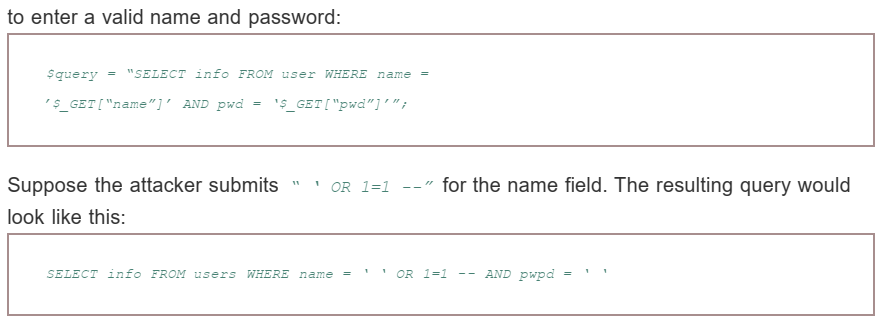 to enter a valid name and password:
$query = “SELECT info FROM user WHERE name =
’$_GET[“name”]’ AND pwd = ‘$_GET[“pwd”]’”;
Suppose the attacker submits “ ‘ OR 1=1 --” for the name field. The resulting query would
look like this:
SELECT info FROM users WHERE name = ‘ ‘ OR 1=1 -- AND pwpd = ‘ ‘